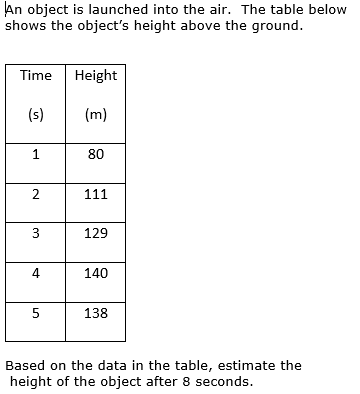 An object is launched into the air.  The table below
shows the object's height above the ground.
Time Height
(s) (m)
1 80
2 111
3 129
4 140
5 138
Based on the data in the table, estimate the
height of the object after 8 seconds.